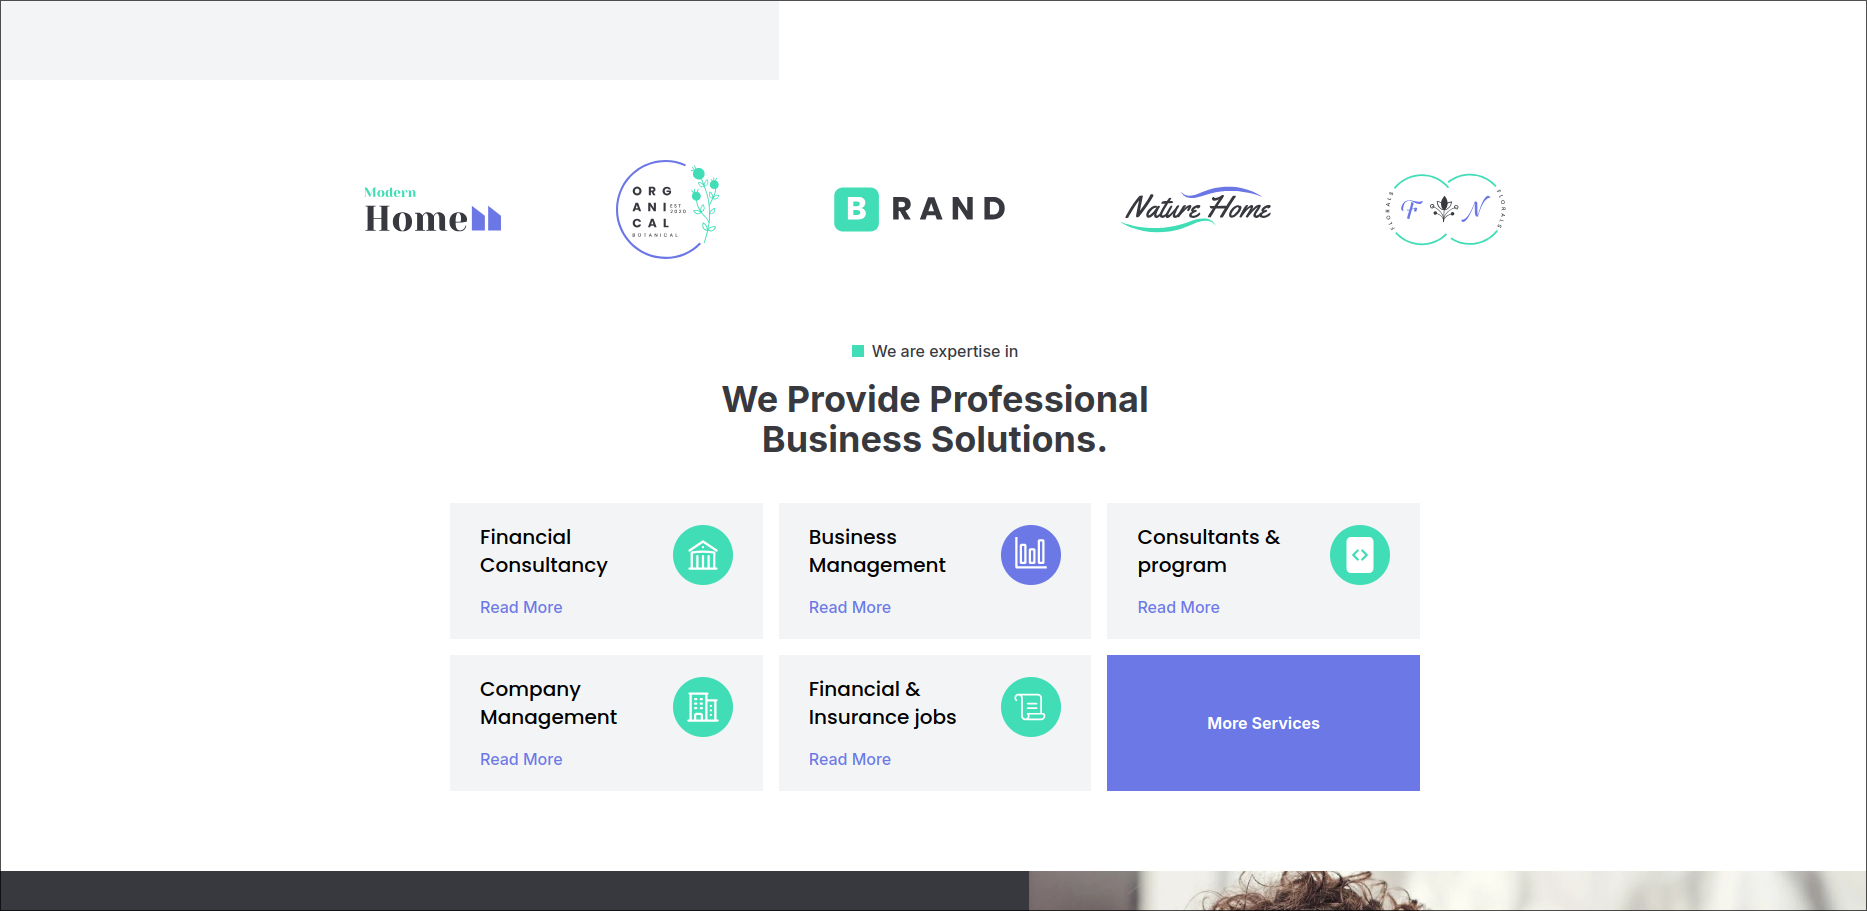 Modern
Home
ORG
ANI
EST
2020
CAL
BOTANICAL
B RAND
Nature Home
FLORALS
F N
FLORALS
We are expertise in
We Provide Professional
Business Solutions.
Financial
Consultancy
Read More
Business
Management
Read More
Consultants &
program
Read More
Company
Management
Read More
Financial &
Insurance jobs
Read More
More Services